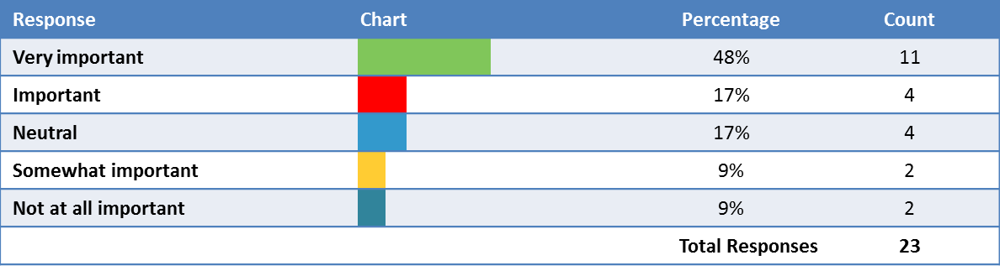 Response Chart Percentage Count
Very important 48% 11
Important 17% 4
Neutral 17% 4
Somewhat important 9% 2
Not at all important 9% 2
Total Responses 23